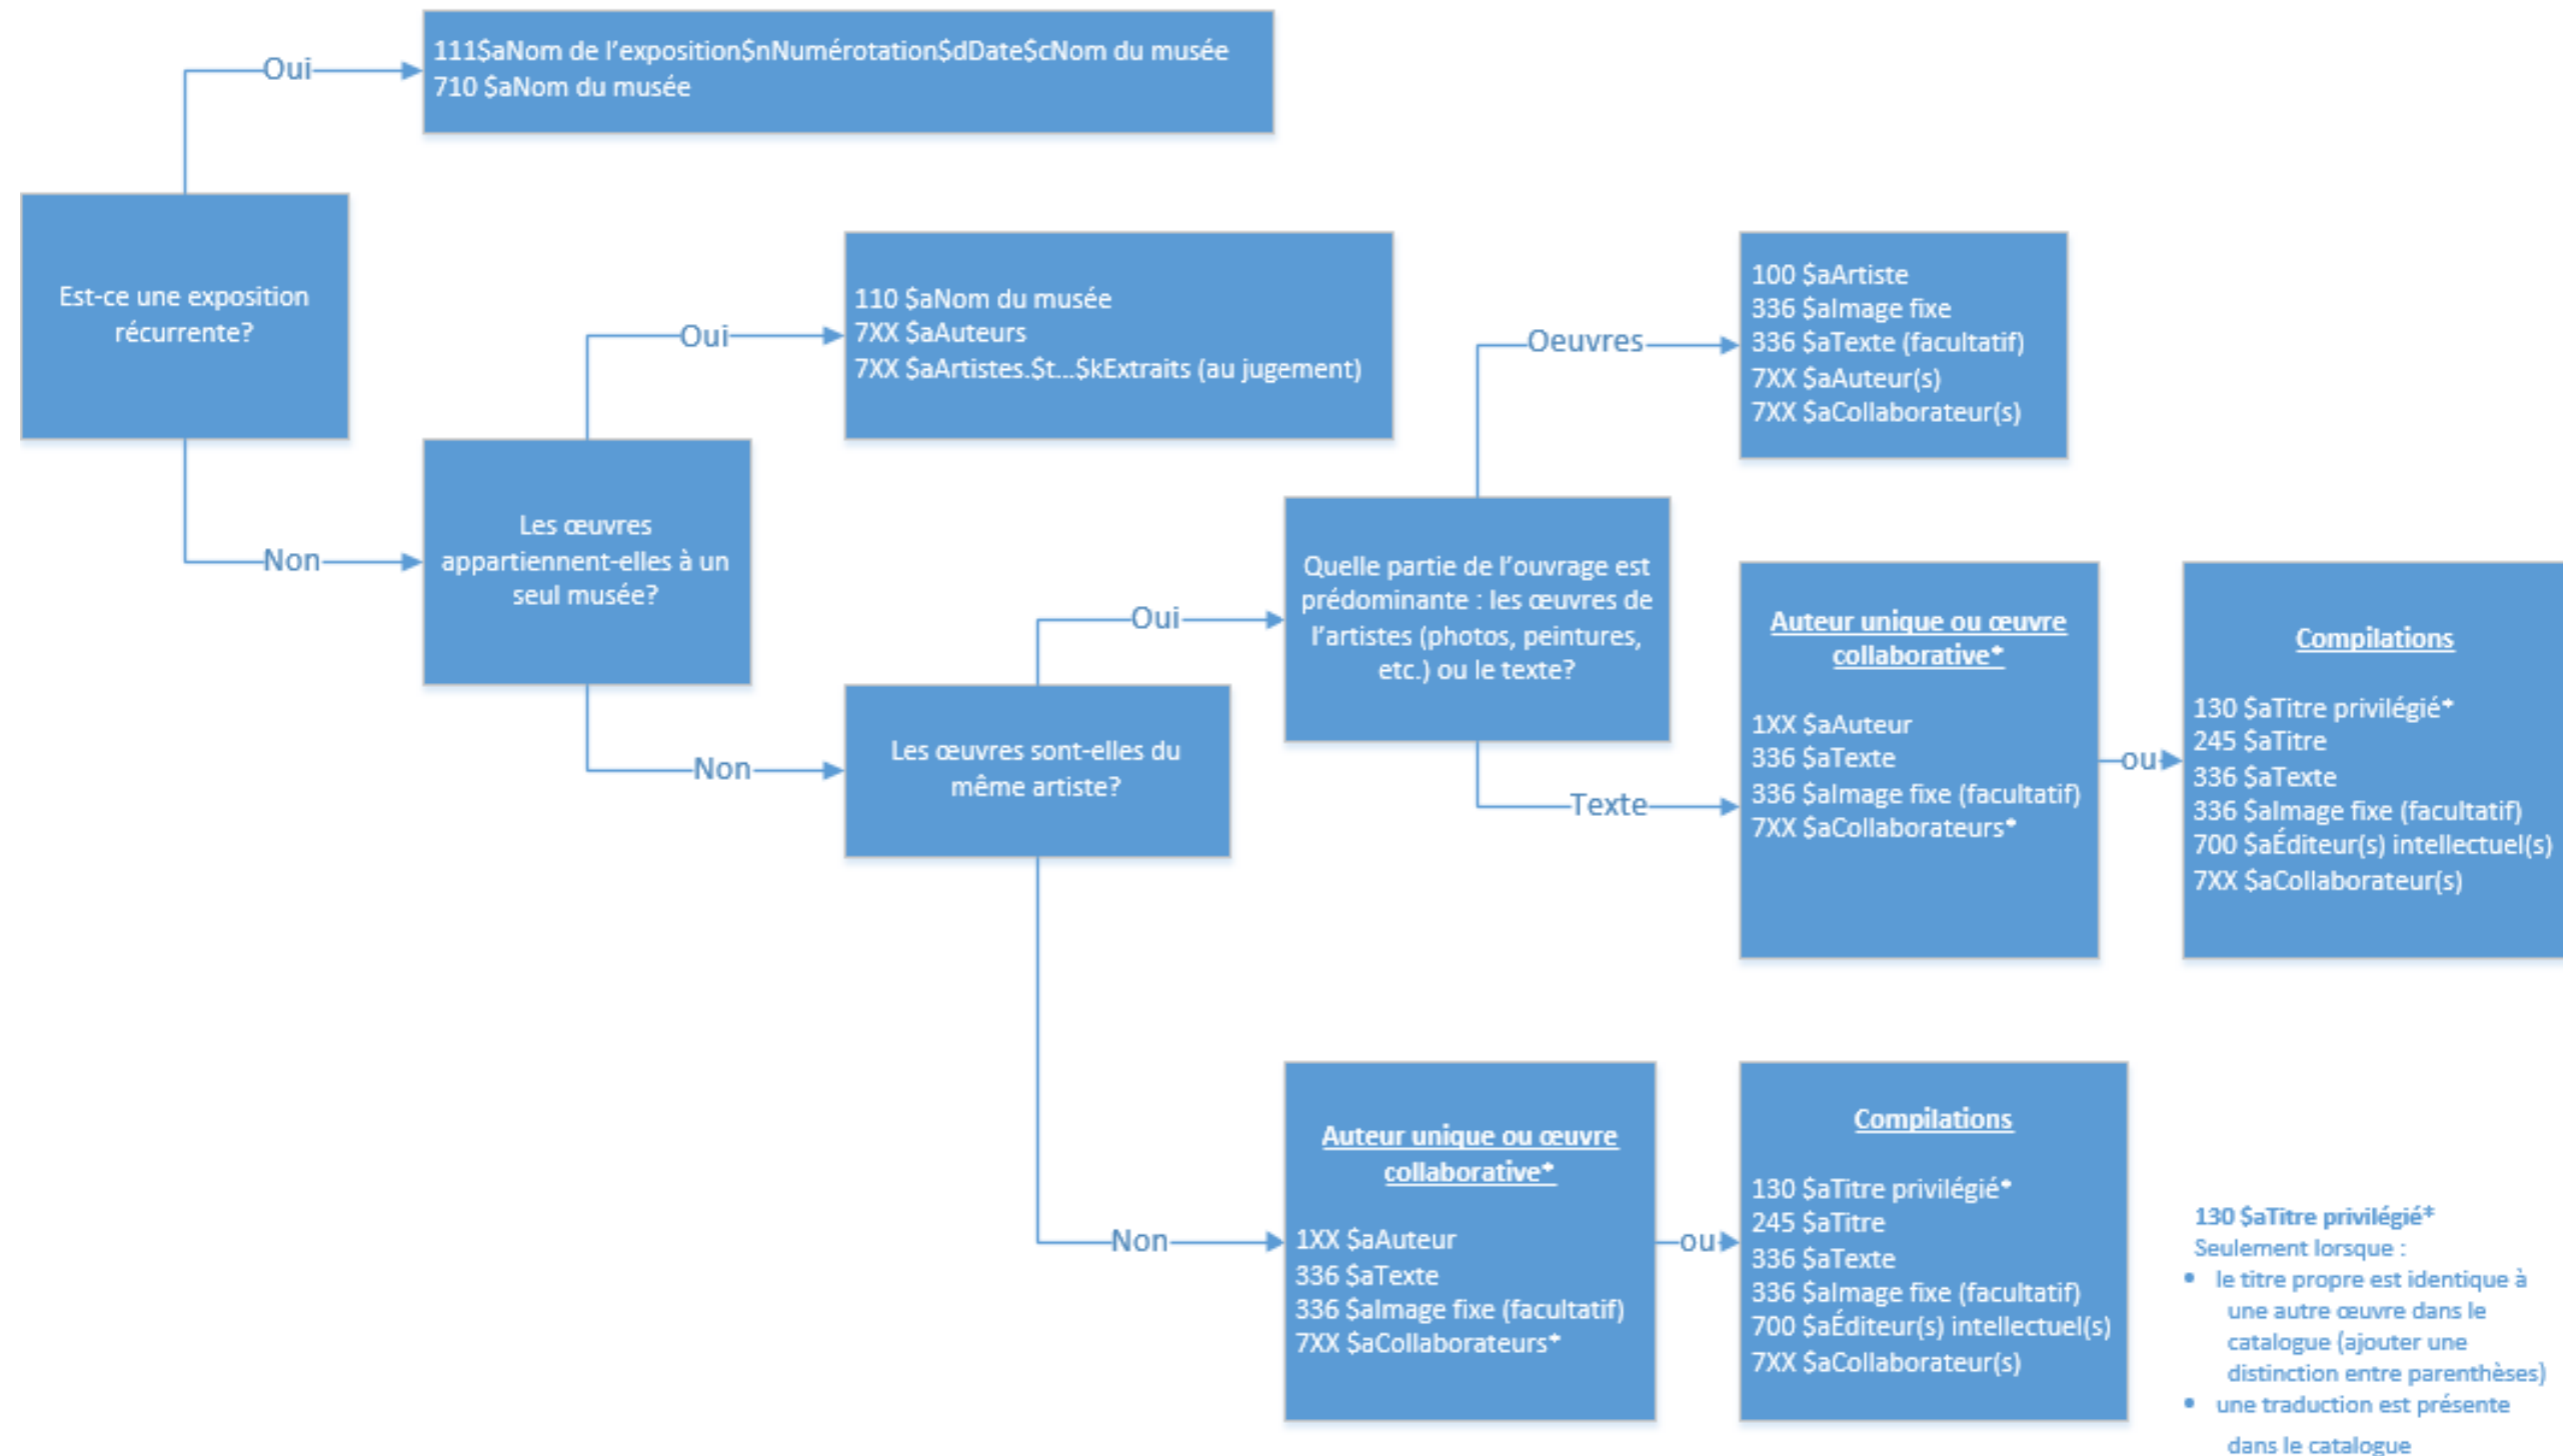 Oui
111$aNom de l'exposition$nNumérotation$dDate$cNom du musée
710 $aNom du musée
Est-ce une exposition
récurrente?
Non
Les œuvres
appartiennent-elles à un
seul musée?
Oui
110 $aNom du musée
7XX $aAuteurs
7XX $aArtistes.$t...$kExtraits (au jugement)
Non
Les œuvres sont-elles du
même artiste?
Oui
Quelle partie de l'ouvrage est
prédominante : les œuvres de
l'artistes (photos, peintures,
etc.) ou le texte?
Oeuvres
100 $aArtiste
336 $aImage fixe
336 $aTexte (facultatif)
7XX $aAuteur(s)
7XX $aCollaborateur(s)
Texte
Auteur unique ou œuvre
collaborative*
1XX $aAuteur
336 $aTexte
336 $aImage fixe (facultatif)
7XX $aCollaborateurs*
ou
Compilations
130 $aTitre privilégié*
245 $aTitre
336 $aTexte
336 $aImage fixe (facultatif)
700 $aÉditeur(s) intellectuel(s)
7XX $aCollaborateur(s)
Non
Auteur unique ou œuvre
collaborative*
1XX $aAuteur
336 $aTexte
336 $aImage fixe (facultatif)
7XX $aCollaborateurs*
ou
Compilations
130 $aTitre privilégié*
245 $aTitre
336 $aTexte
336 $aImage fixe (facultatif)
700 $aÉditeur(s) intellectuel(s)
7XX $aCollaborateur(s)
130 $aTitre privilégié*
Seulement lorsque :
• le titre propre est identique à
une autre œuvre dans le
catalogue (ajouter une
distinction entre parenthèses)
• une traduction est présente
dans le catalogue